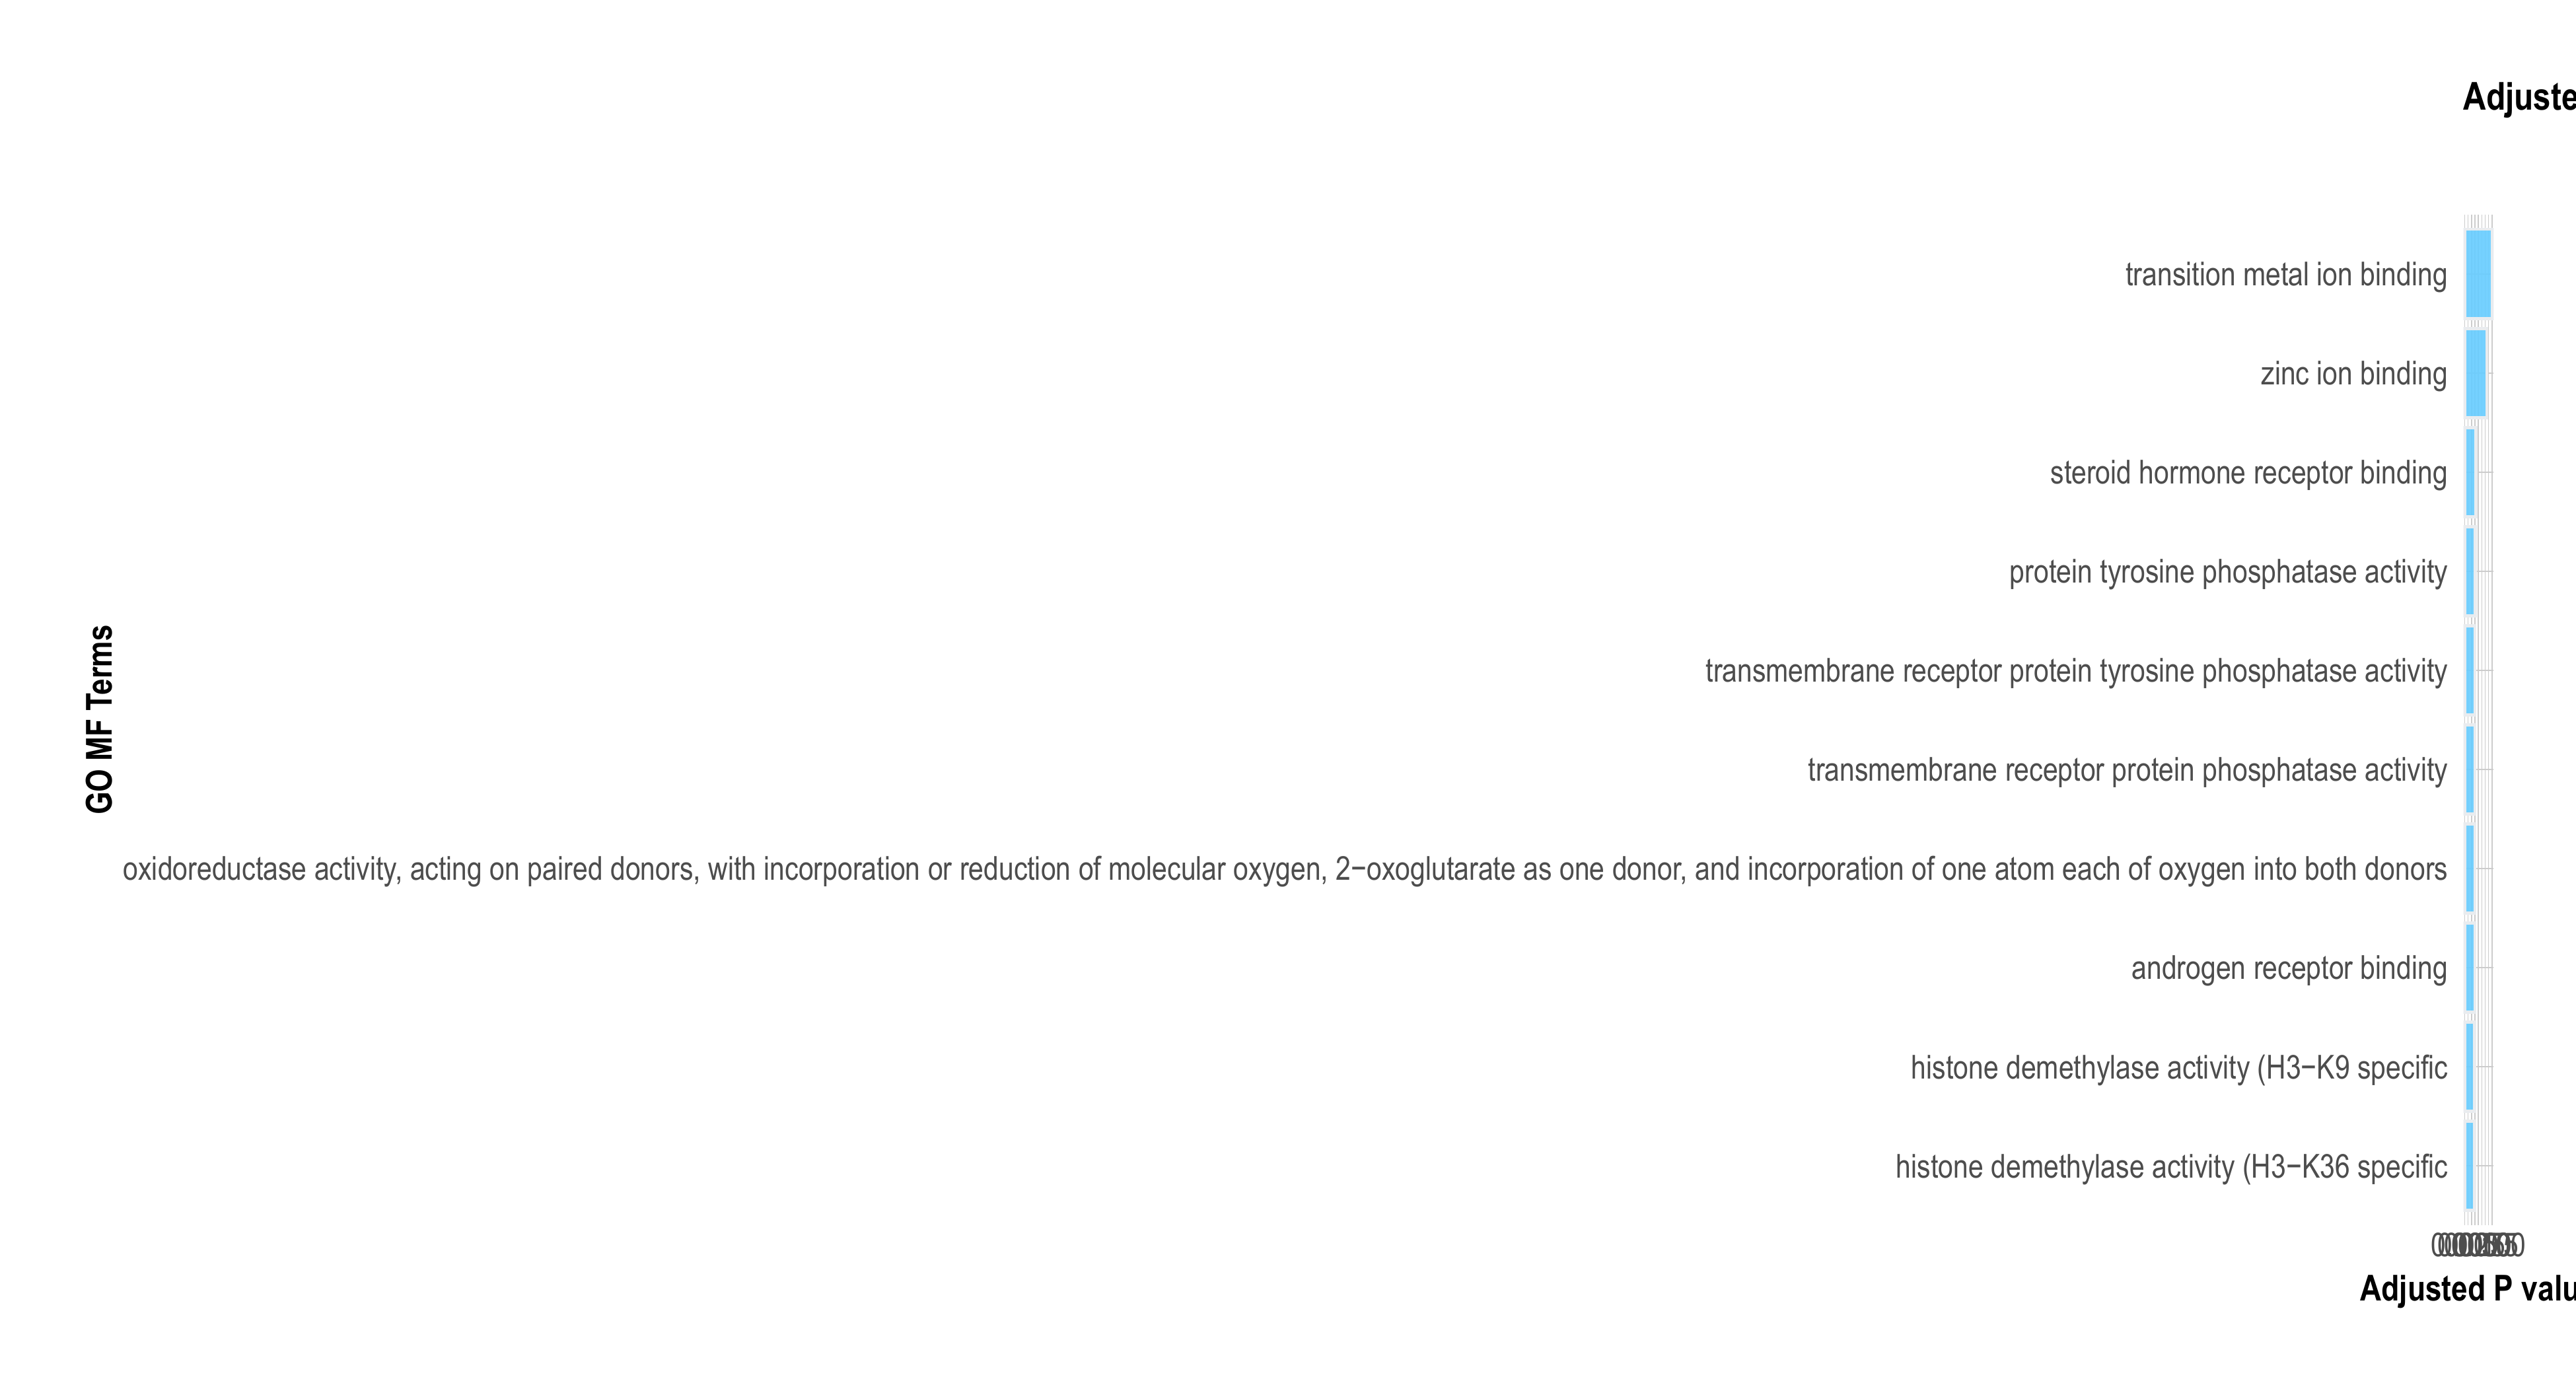 Adjuste
transition metal ion binding
zinc ion binding
steroid hormone receptor binding
protein tyrosine phosphatase activity
transmembrane receptor protein tyrosine phosphatase activity
transmembrane receptor protein phosphatase activity
oxidoreductase activity, acting on paired donors, with incorporation or reduction of molecular oxygen, 2−oxoglutarate as one donor, and incorporation of one atom each of oxygen into both donors
androgen receptor binding
histone demethylase activity (H3−K9 specific
histone demethylase activity (H3−K36 specific
GO MF Terms
Adjusted P valu